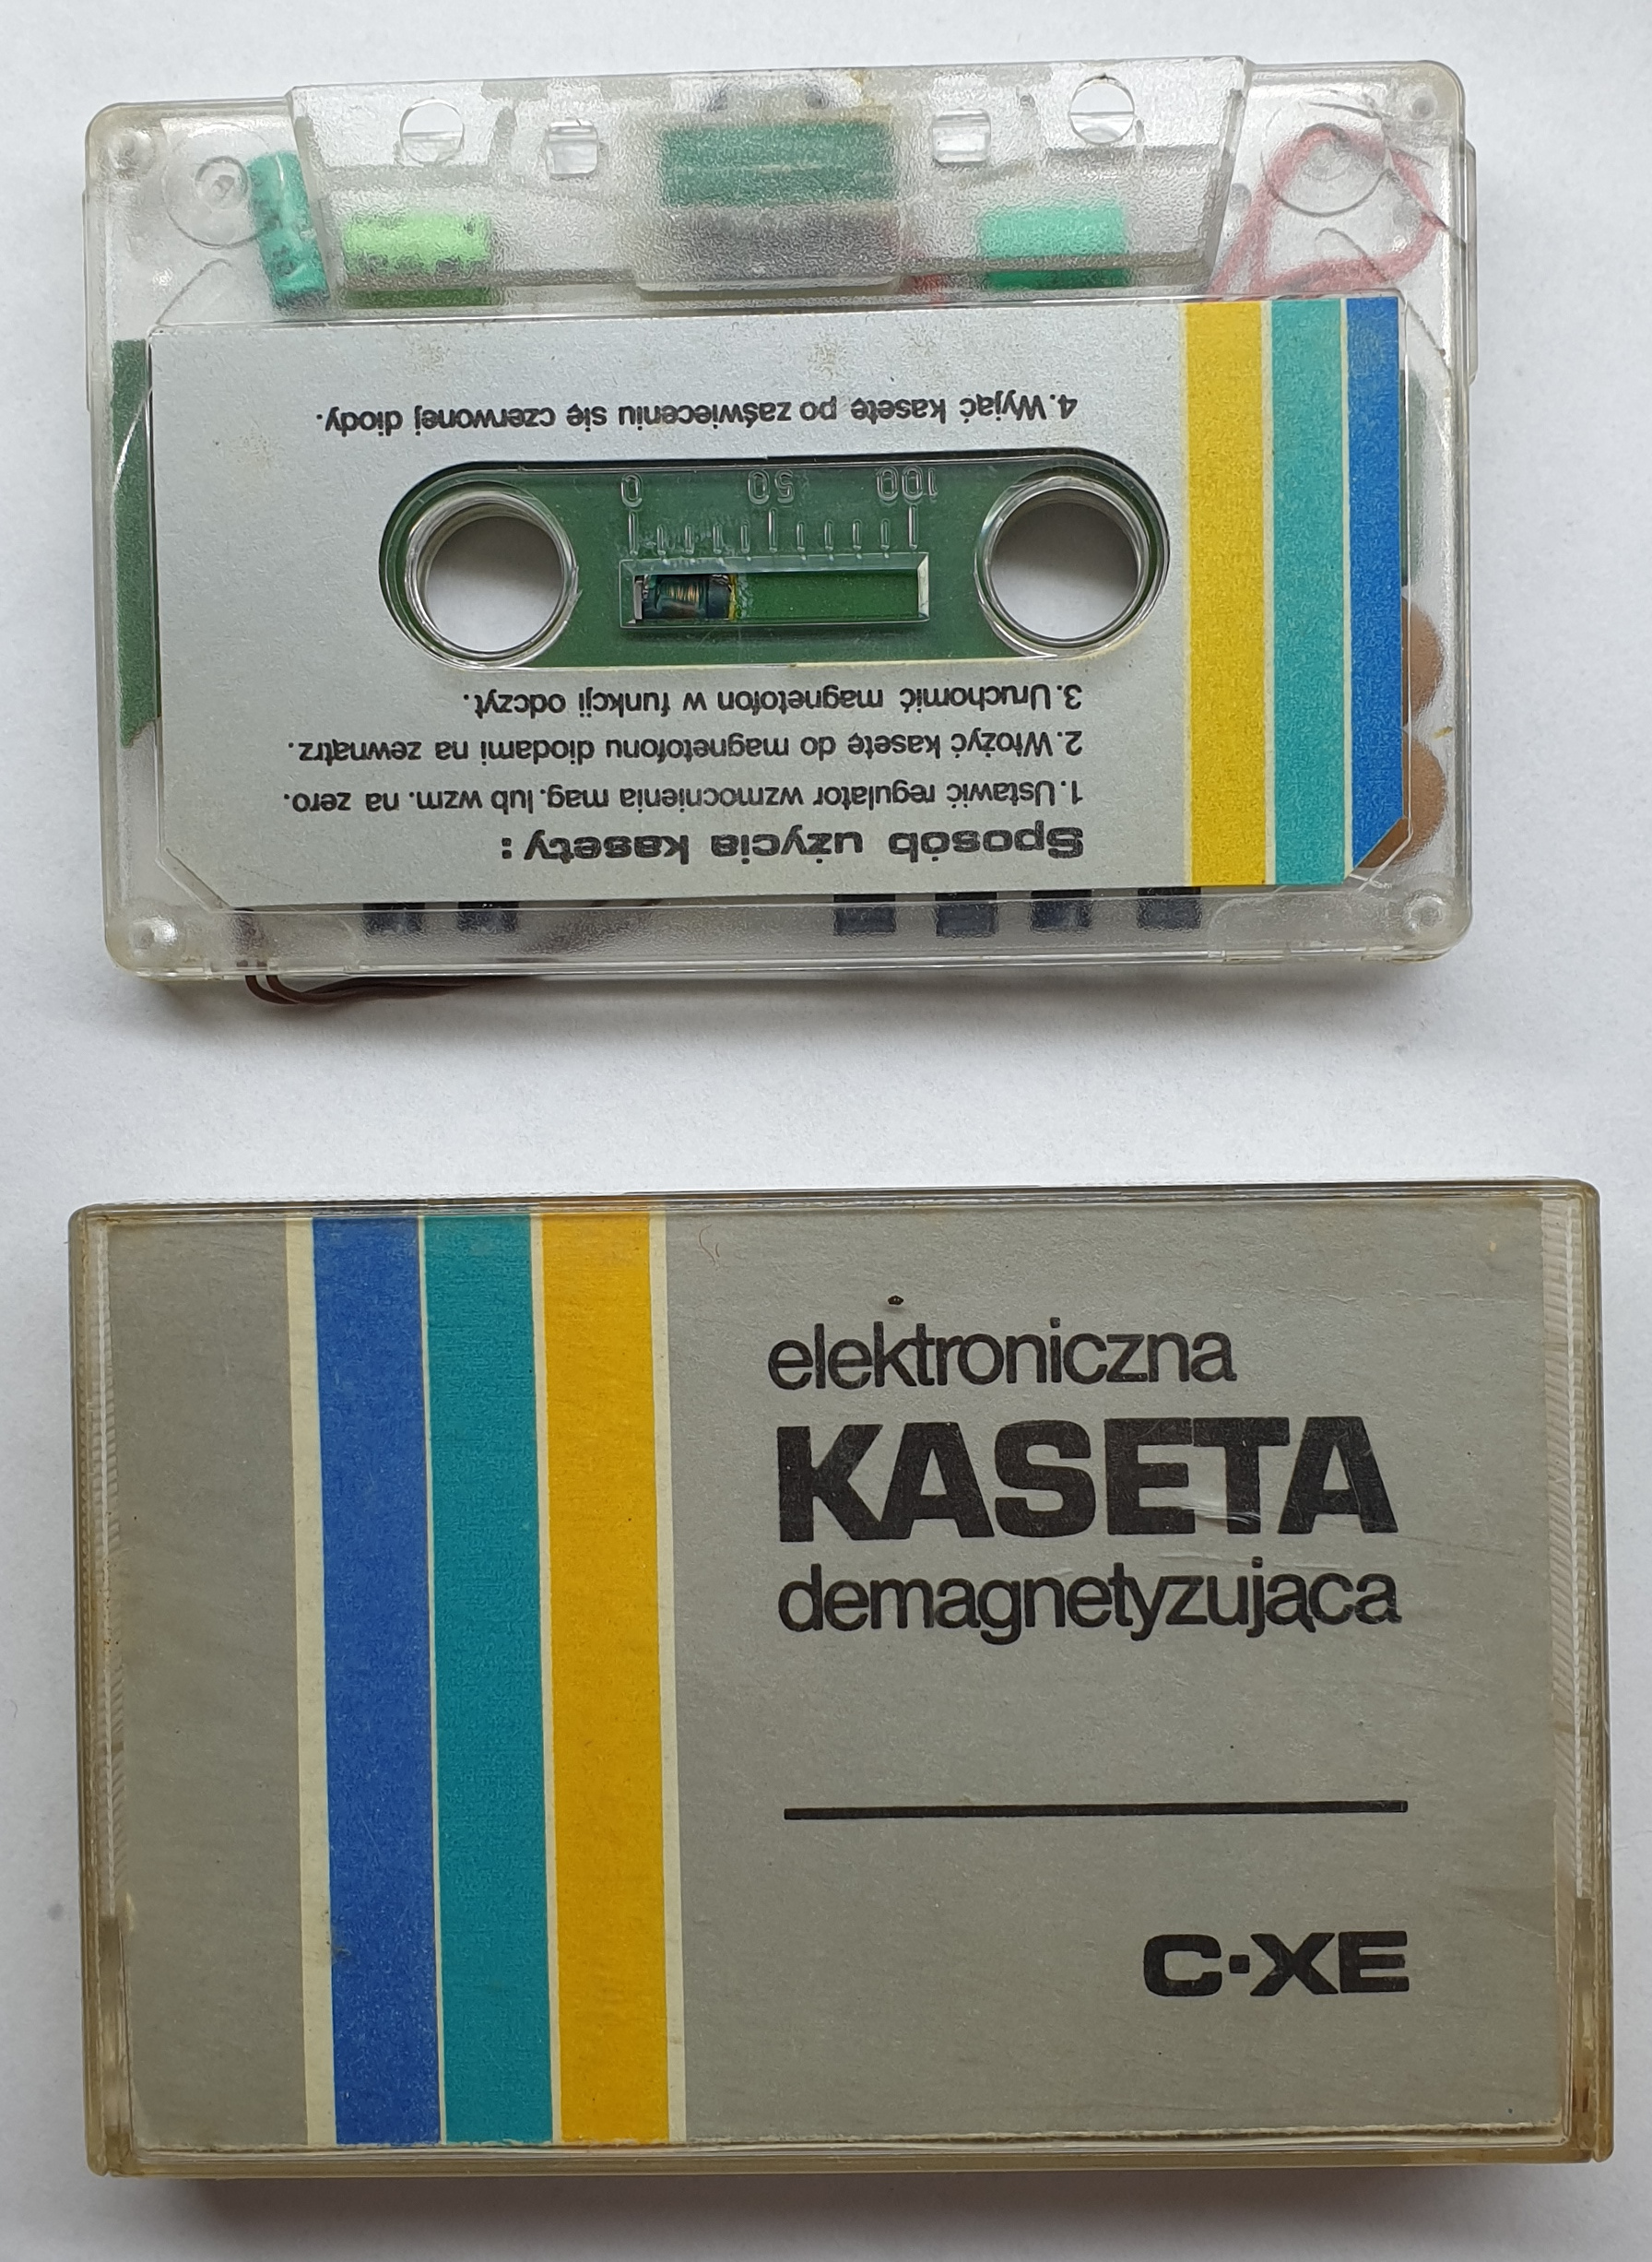 Sposób użycia kasety:
1. Ustawić regulator wzmocnienia mag. lub wzm. na zero.
2. Włożyć kasetę do magnetofonu diodami na zewnątrz.
3. Uruchomić magnetofon w funkcji odczyt.
0 50 100
4. Wyjąć kasetę po zaświeceniu się czerwonej diody.
elektroniczna
KASETA
demagnetyzująca
C·XE